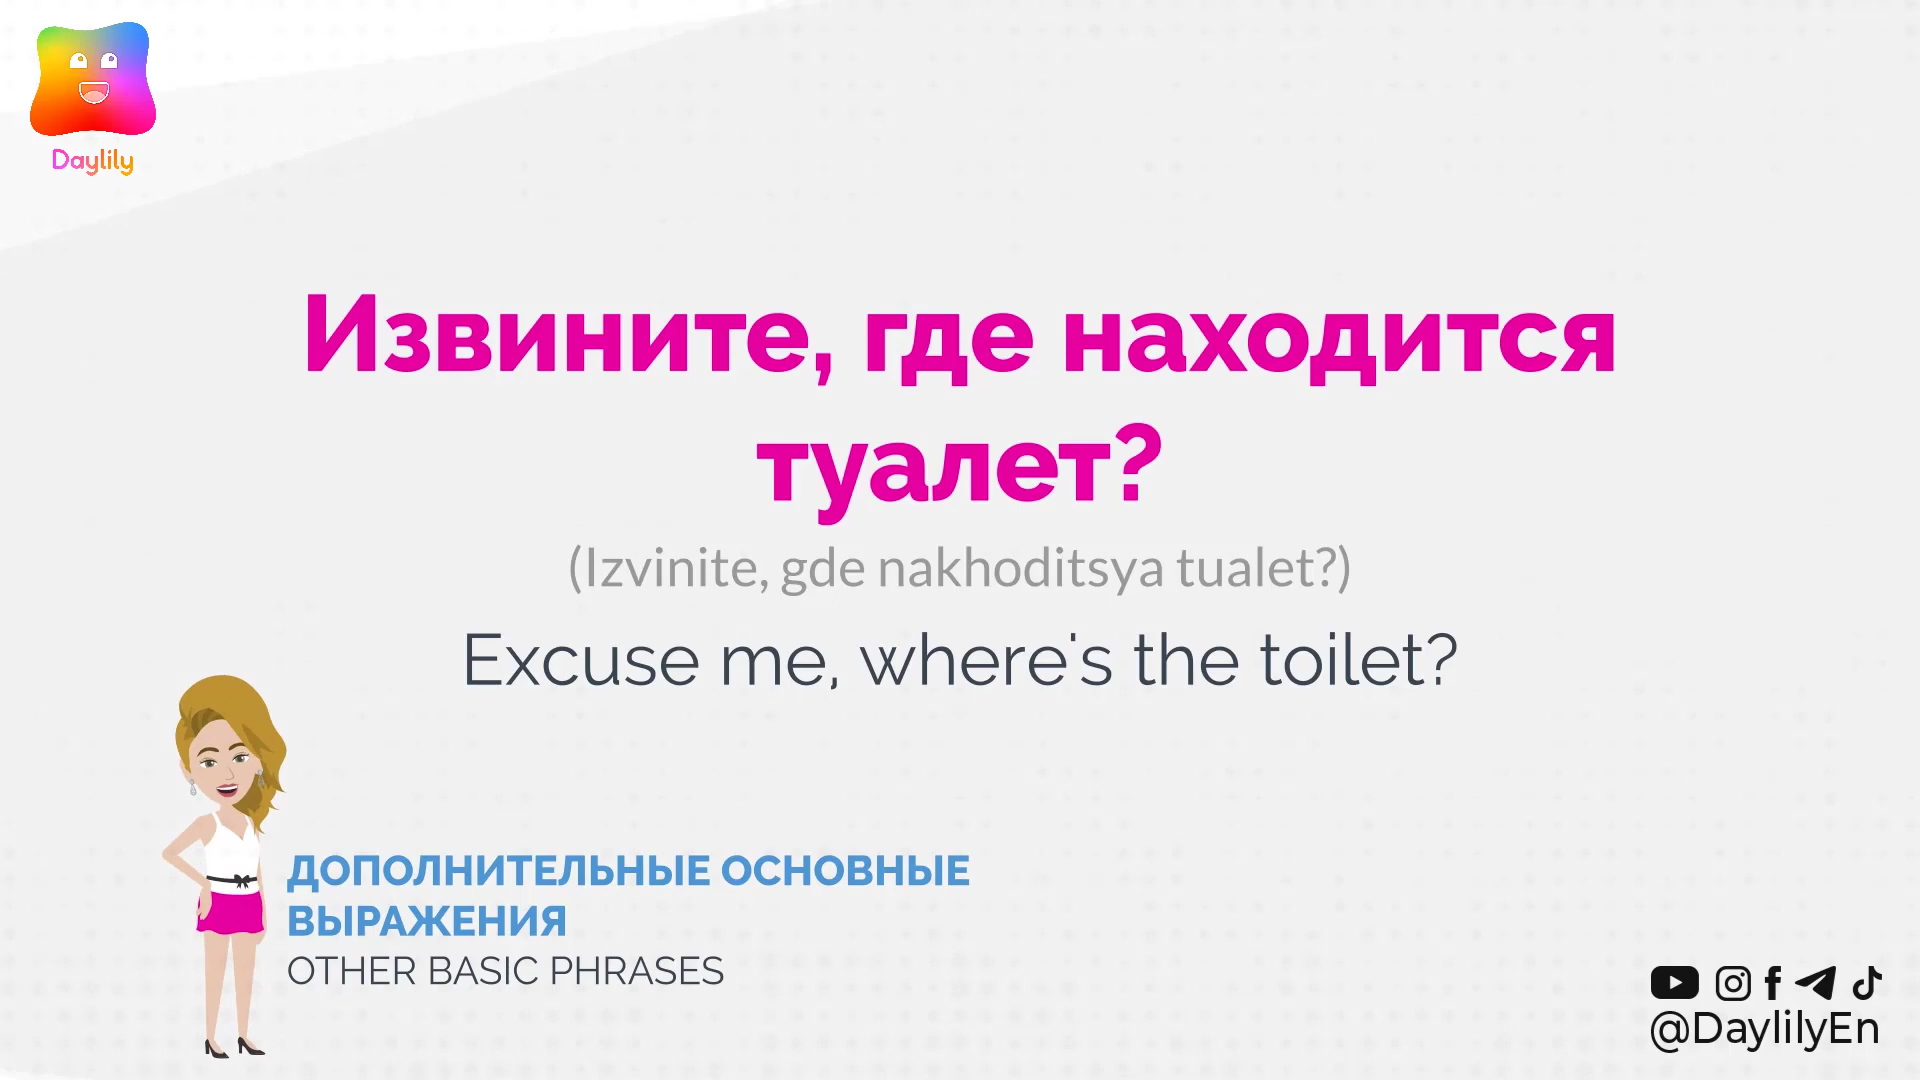 Daylily
Извините, где находится
туалет?
(Izvinite, gde nakhoditsya tualet?)
Excuse me, where's the toilet?
ДОПОЛНИТЕЛЬНЫЕ ОСНОВНЫЕ
ВЫРАЖЕНИЯ
OTHER BASIC PHRASES
@DaylilyEn